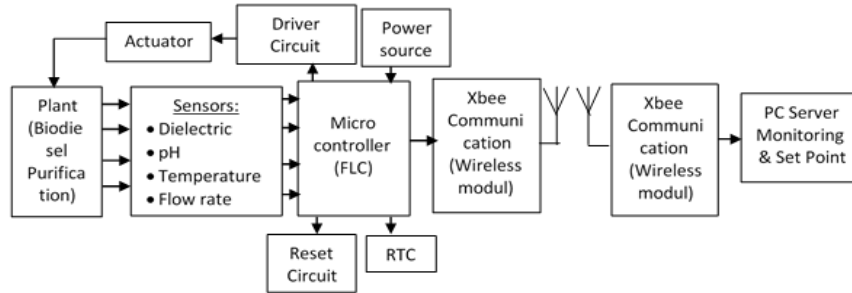 Actuator
Driver
Circuit
Power
source
Plant
(Biodie
sel
Purifica
tion)
Sensors:
• Dielectric
• pH
• Temperature
• Flow rate
Micro
controller
(FLC)
Xbee
Communi
cation
(Wireless
modul)
Xbee
Communi
cation
(Wireless
modul)
PC Server
Monitoring
& Set Point
Reset
Circuit
RTC